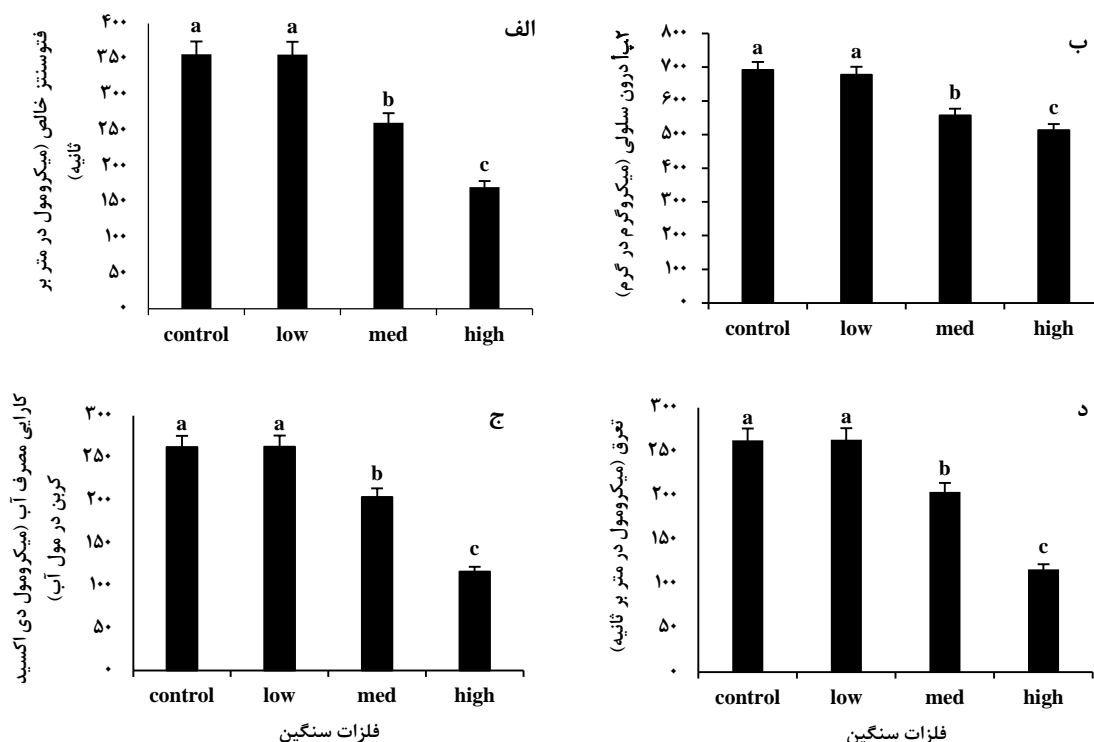 الف
فتوسنتز خالص (میکرومول در متر بر
ثانیه)
۴۰۰
۳۵۰
۳۰۰
۲۵۰
۲۰۰
۱۵۰
۱۰۰
۵۰
۰
a a b c
control low med high
ب
۲پأ درون سلولی (میکروگرم در گرم)
۸۰۰
۷۰۰
۶۰۰
۵۰۰
۴۰۰
۳۰۰
۲۰۰
۱۰۰
۰
a a b c
control low med high
ج
کارایی مصرف آب (میکرومول دی اکسید
کربن در مول آب)
۳۰۰
۲۵۰
۲۰۰
۱۵۰
۱۰۰
۵۰
۰
a a b c
control low med high
فلزات سنگین
د
تعرق (میکرومول در متر بر ثانیه)
۳۰۰
۲۵۰
۲۰۰
۱۵۰
۱۰۰
۵۰
۰
a a b c
control low med high
فلزات سنگین